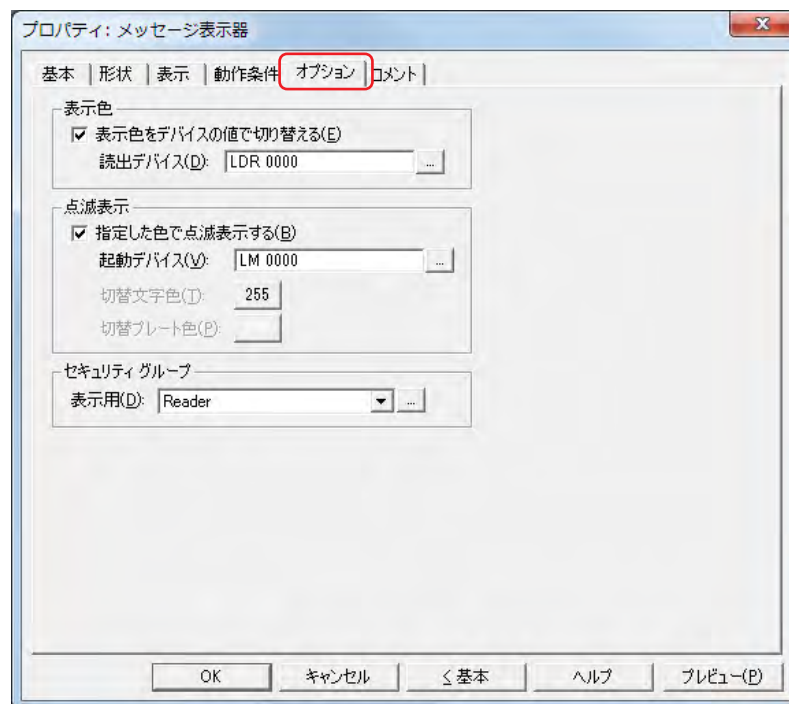 プロパティ: メッセージ表示器
基本 形状 表示 動作条件 オプション コメント
表示色
表示色をデバイスの値で切り替える(E)
読出デバイス(D): LDR 0000 ...
点滅表示
指定した色で点滅表示する(B)
起動デバイス(V): LM 0000 ...
切替文字色(T): 255
切替プレート色(P):
セキュリティ グループ
表示用(D): Reader ...
OK キャンセル < 基本 ヘルプ プレビュー(P)